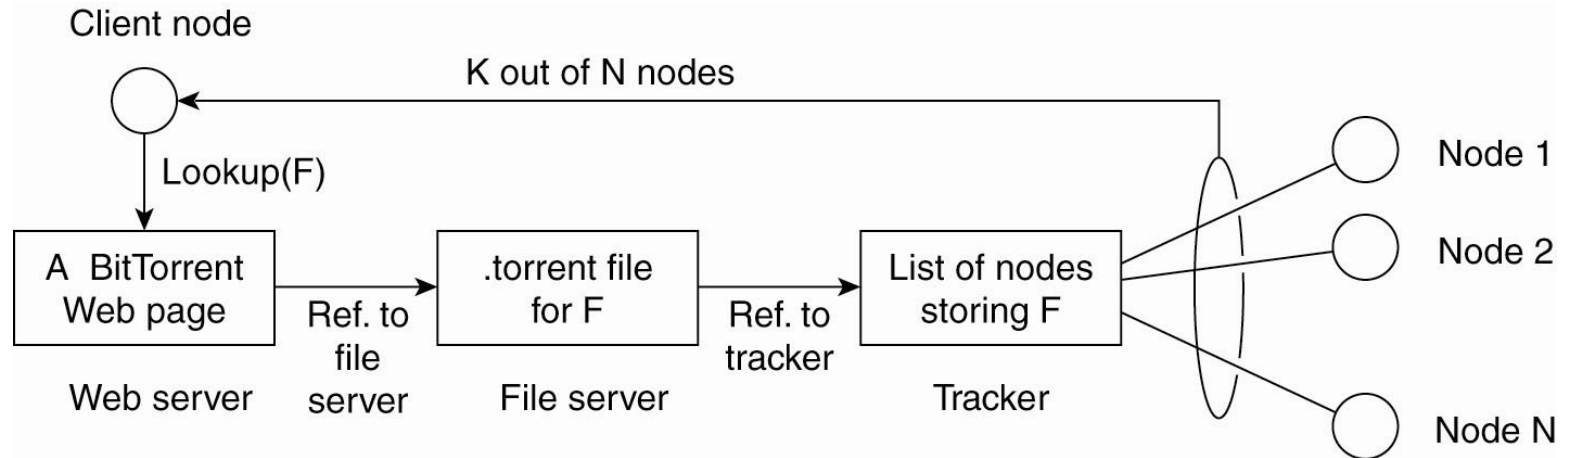 Client node
K out of N nodes
Lookup(F)
Node 1
Node 2
Node N
A BitTorrent
Web page
Ref. to
file
server
.torrent file
for F
Ref. to
tracker
List of nodes
storing F
Web server
File server
Tracker